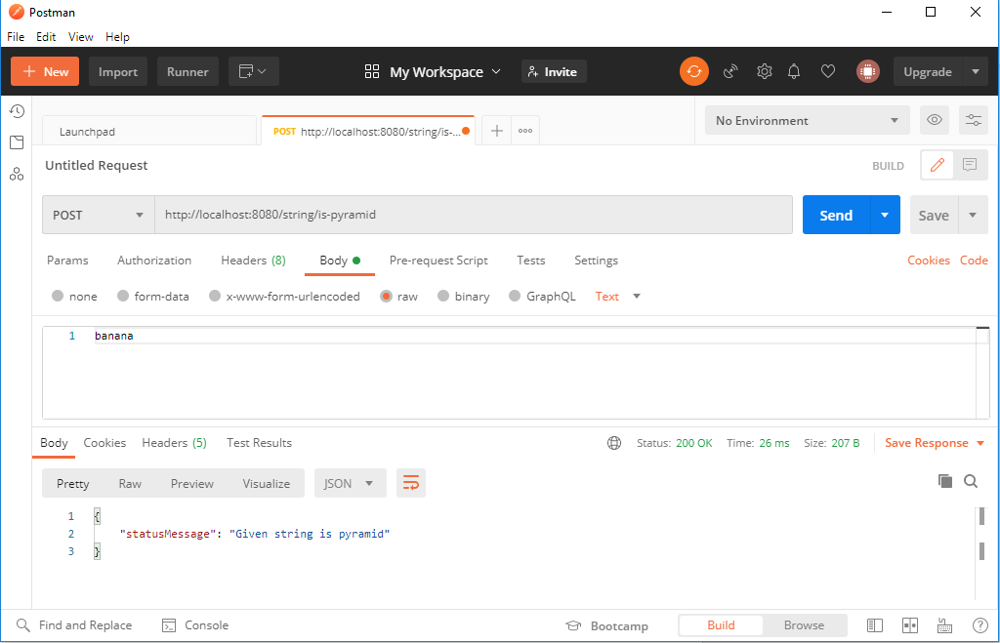 Postman
File Edit View Help
+ New Import Runner My Workspace Invite Upgrade
Launchpad POST http://localhost:8080/string/is-... + ooo No Environment
Untitled Request BUILD
POST http://localhost:8080/string/is-pyramid Send Save
Params Authorization Headers (8) Body Pre-request Script Tests Settings Cookies Code
none form-data x-www-form-urlencoded raw binary GraphQL Text
1 banana
Body Cookies Headers (5) Test Results Status: 200 OK Time: 26 ms Size: 207 B Save Response
Pretty Raw Preview Visualize JSON
1 {
2 "statusMessage": "Given string is pyramid"
3 }
Find and Replace Console Bootcamp Build Browse ?